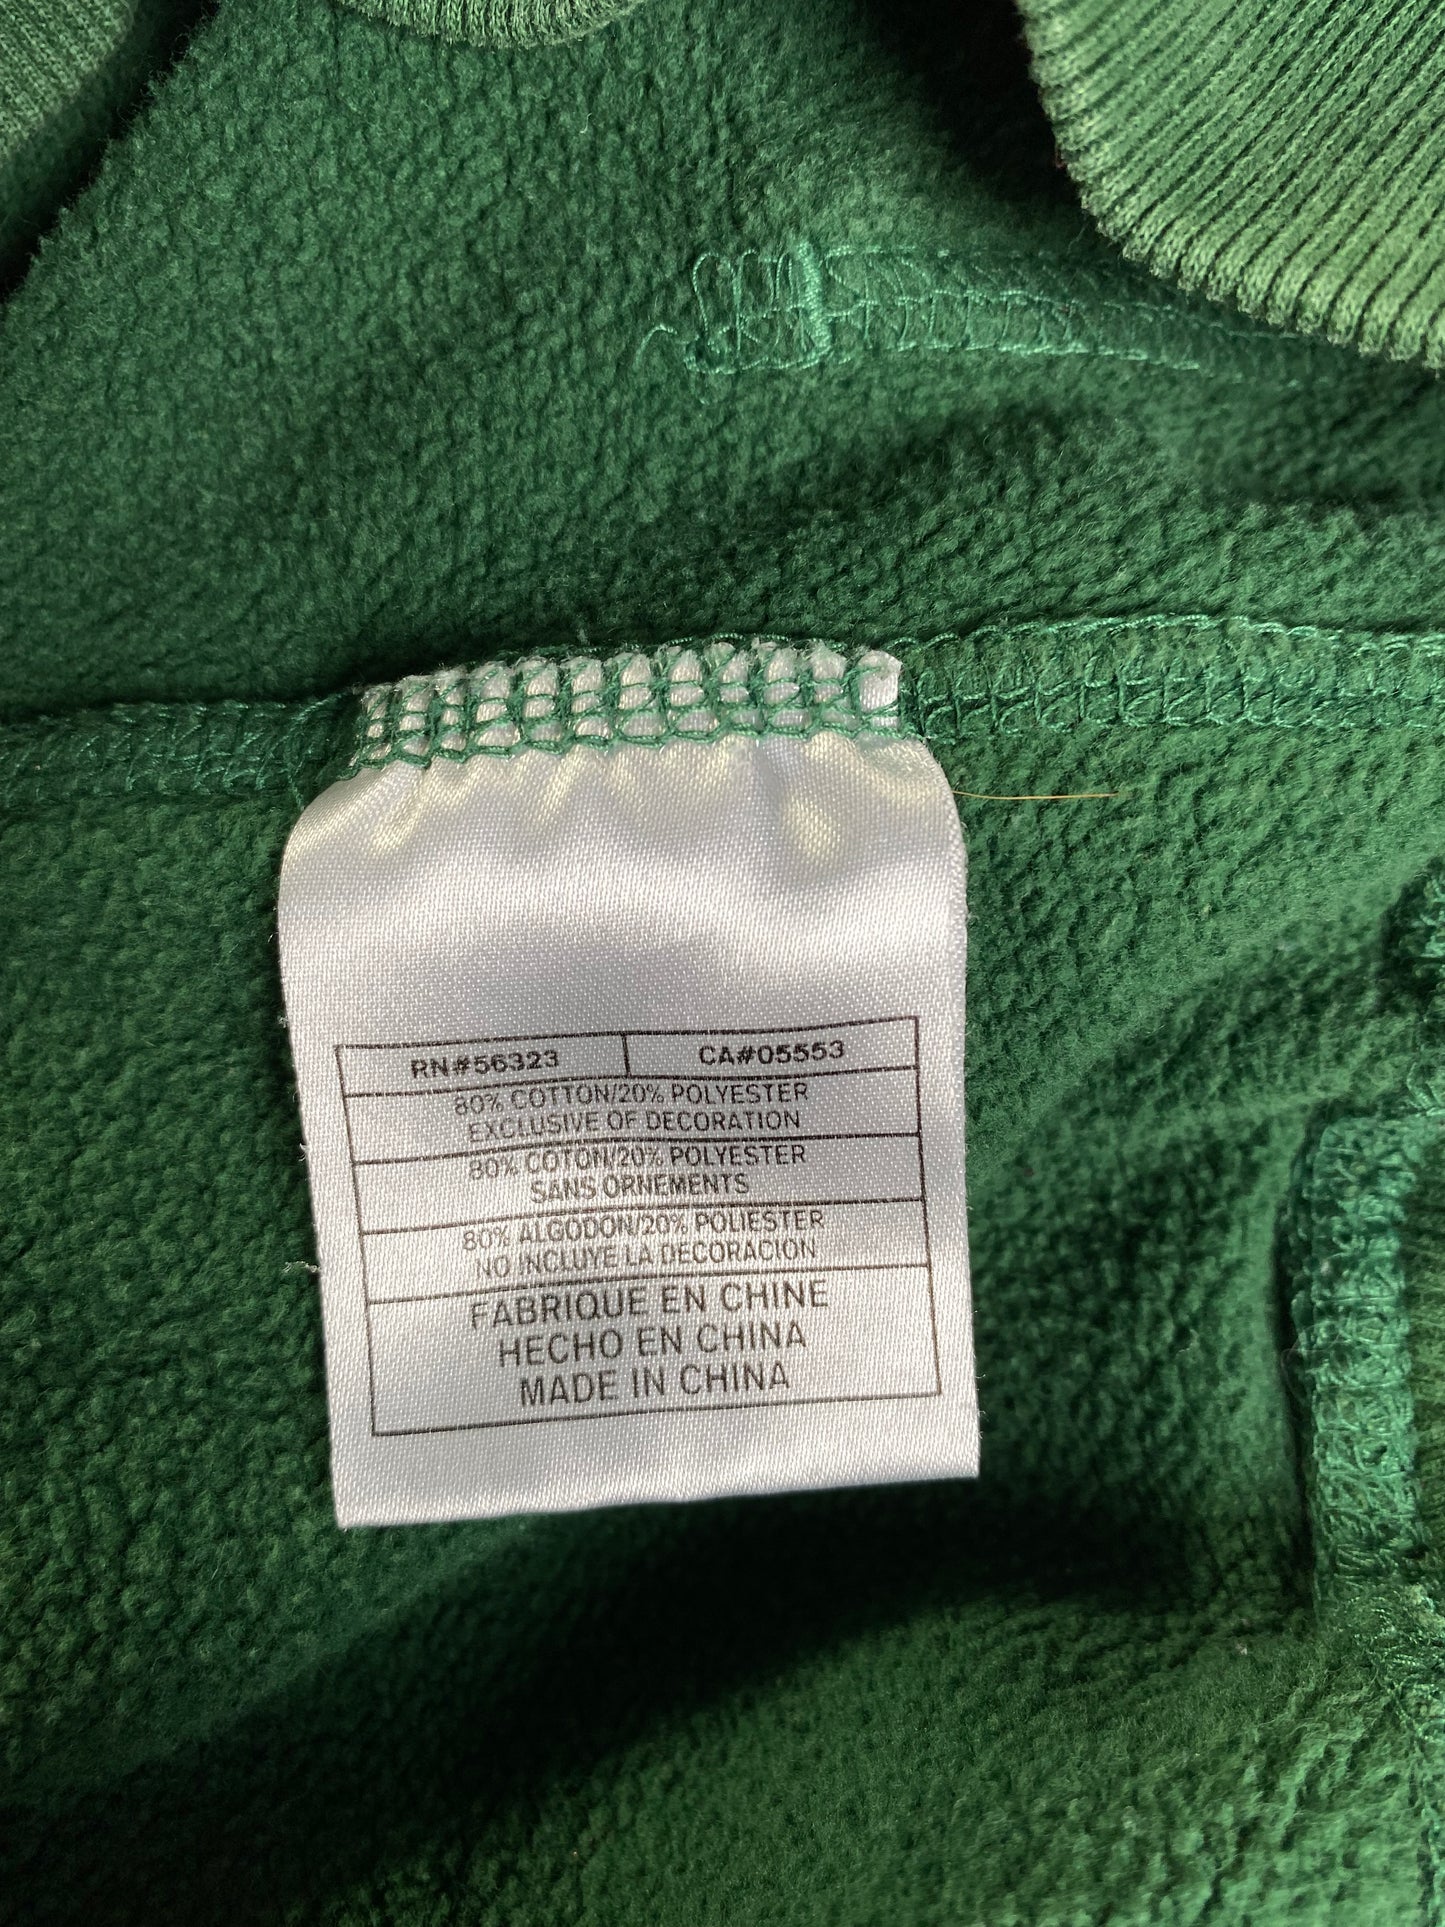 RN#56323 CA#05553
80% COTTON/20% POLYESTER
EXCLUSIVE OF DECORATION
80% COTON/20% POLYESTER
SANS ORNEMENTS
80% ALGODON/20% POLIESTER
NO INCLUYE LA DECORACION
FABRIQUE EN CHINE
HECHO EN CHINA
MADE IN CHINA